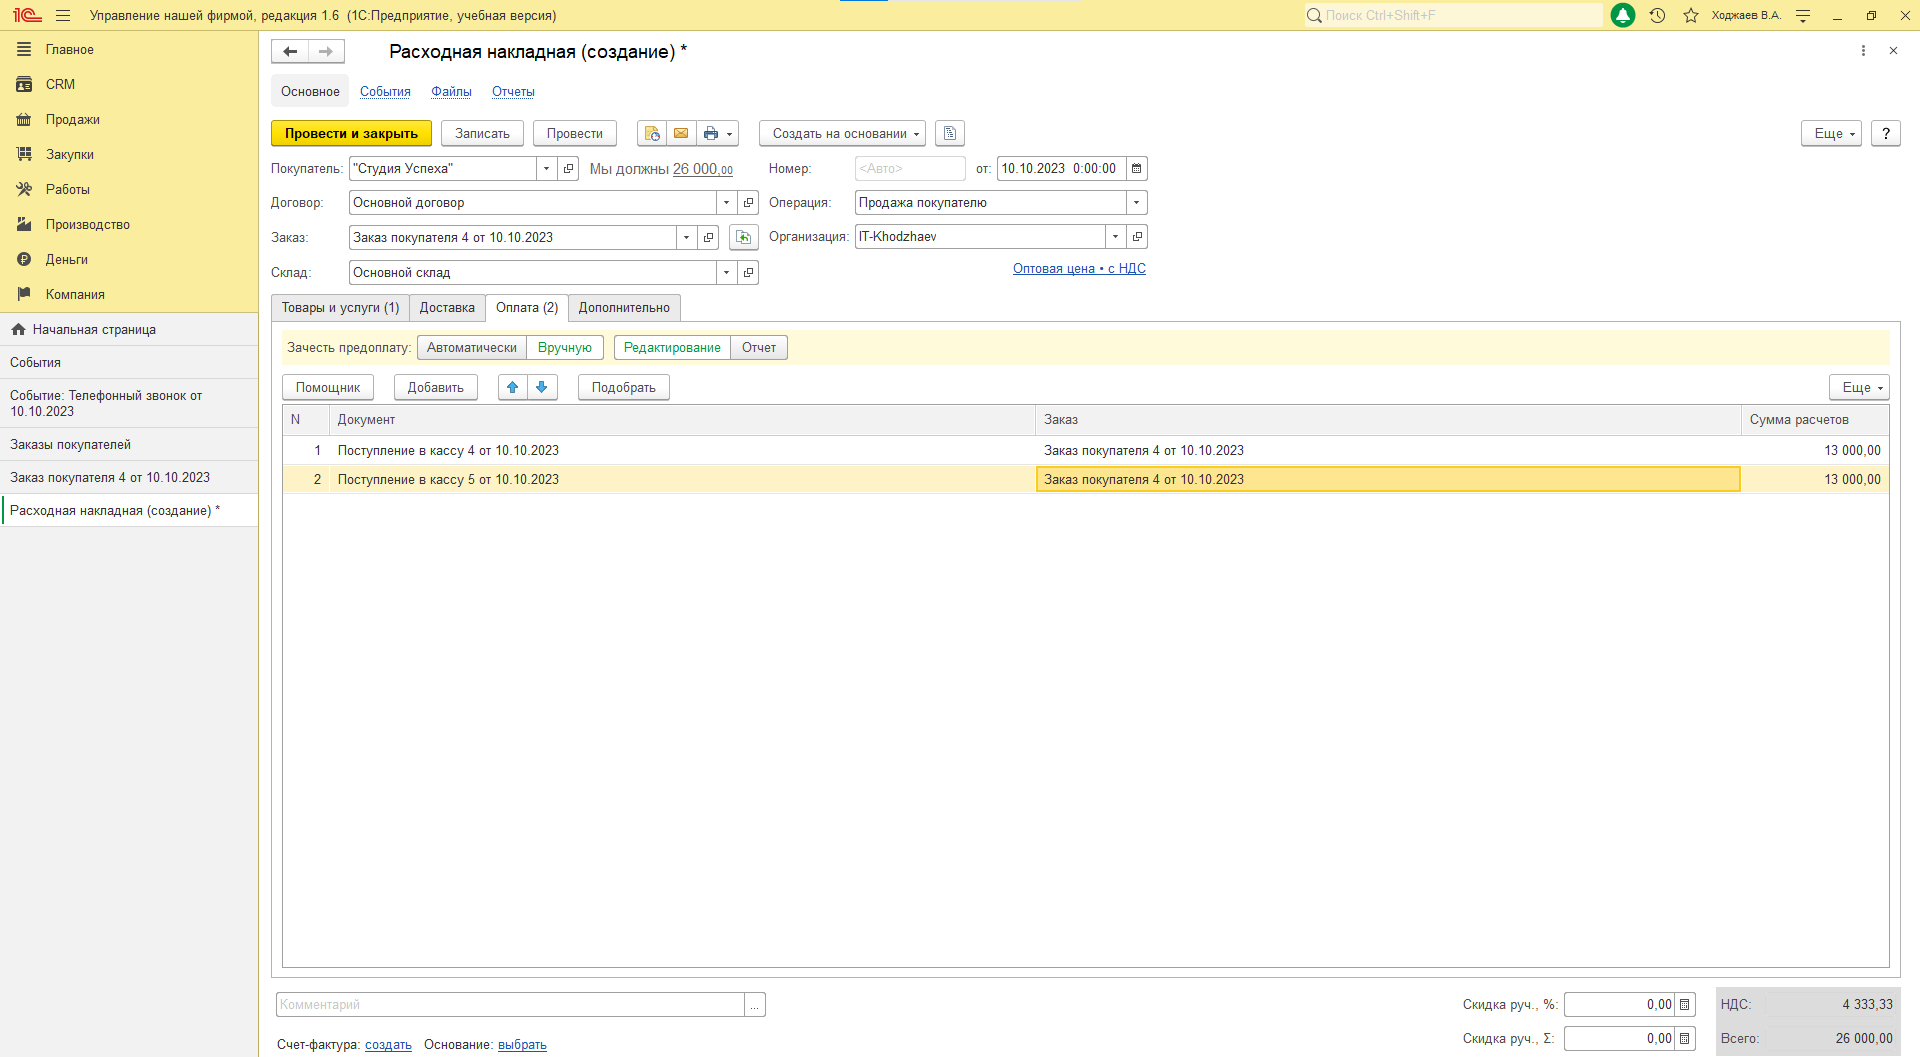 1С Управление нашей фирмой, редакция 1.6 (1С:Предприятие, учебная версия) Поиск Ctrl+Shift+F Ходжаев В.А.
Главное
CRM
Продажи
Закупки
Работы
Производство
Деньги
Компания
Начальная страница
События
Событие: Телефонный звонок от
10.10.2023
Заказы покупателей
Заказ покупателя 4 от 10.10.2023
Расходная накладная (создание) *
Расходная накладная (создание) *
Основное События Файлы Отчеты
Провести и закрыть Записать Провести Создать на основании Еще ?
Покупатель: "Студия Успеха" Мы должны 26 000,00 Номер: <Авто> от: 10.10.2023 0:00:00
Договор: Основной договор Операция: Продажа покупателю
Заказ: Заказ покупателя 4 от 10.10.2023 Организация: IT-Khodzhaev
Склад: Основной склад Оптовая цена • с НДС
Товары и услуги (1) Доставка Оплата (2) Дополнительно
Зачесть предоплату: Автоматически Вручную Редактирование Отчет
Помощник Добавить Подобрать Еще
N Документ Заказ Сумма расчетов
1 Поступление в кассу 4 от 10.10.2023 Заказ покупателя 4 от 10.10.2023 13 000,00
2 Поступление в кассу 5 от 10.10.2023 Заказ покупателя 4 от 10.10.2023 13 000,00
Комментарий ... Скидка руч., %: 0,00 НДС: 4 333,33
Счет-фактура: создать Основание: выбрать Скидка руч., Σ: 0,00 Всего: 26 000,00